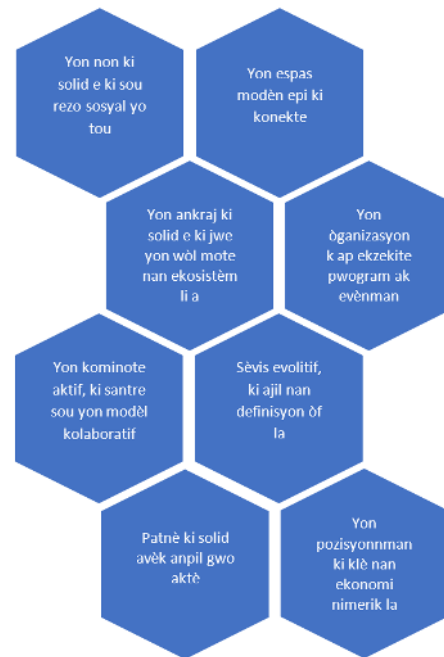 Yon non ki
solid e ki sou
rezo sosyal yo
tou
Yon espas
modèn epi ki
konekte
Yon ankraj ki
solid e ki jwe
yon wòl mote
nan ekosistèm
li a
Yon
òganizasyon
k ap ekzekite
pwogram ak
evènman
Yon kominote
aktif, ki santre
sou yon modèl
kolaboratif
Sèvis evolitif,
ki ajil nan
definisyon òf
la
Patnè ki solid
avèk anpil gwo
aktè
Yon
pozisyonnman
ki klè nan
ekonomi
nimerik la